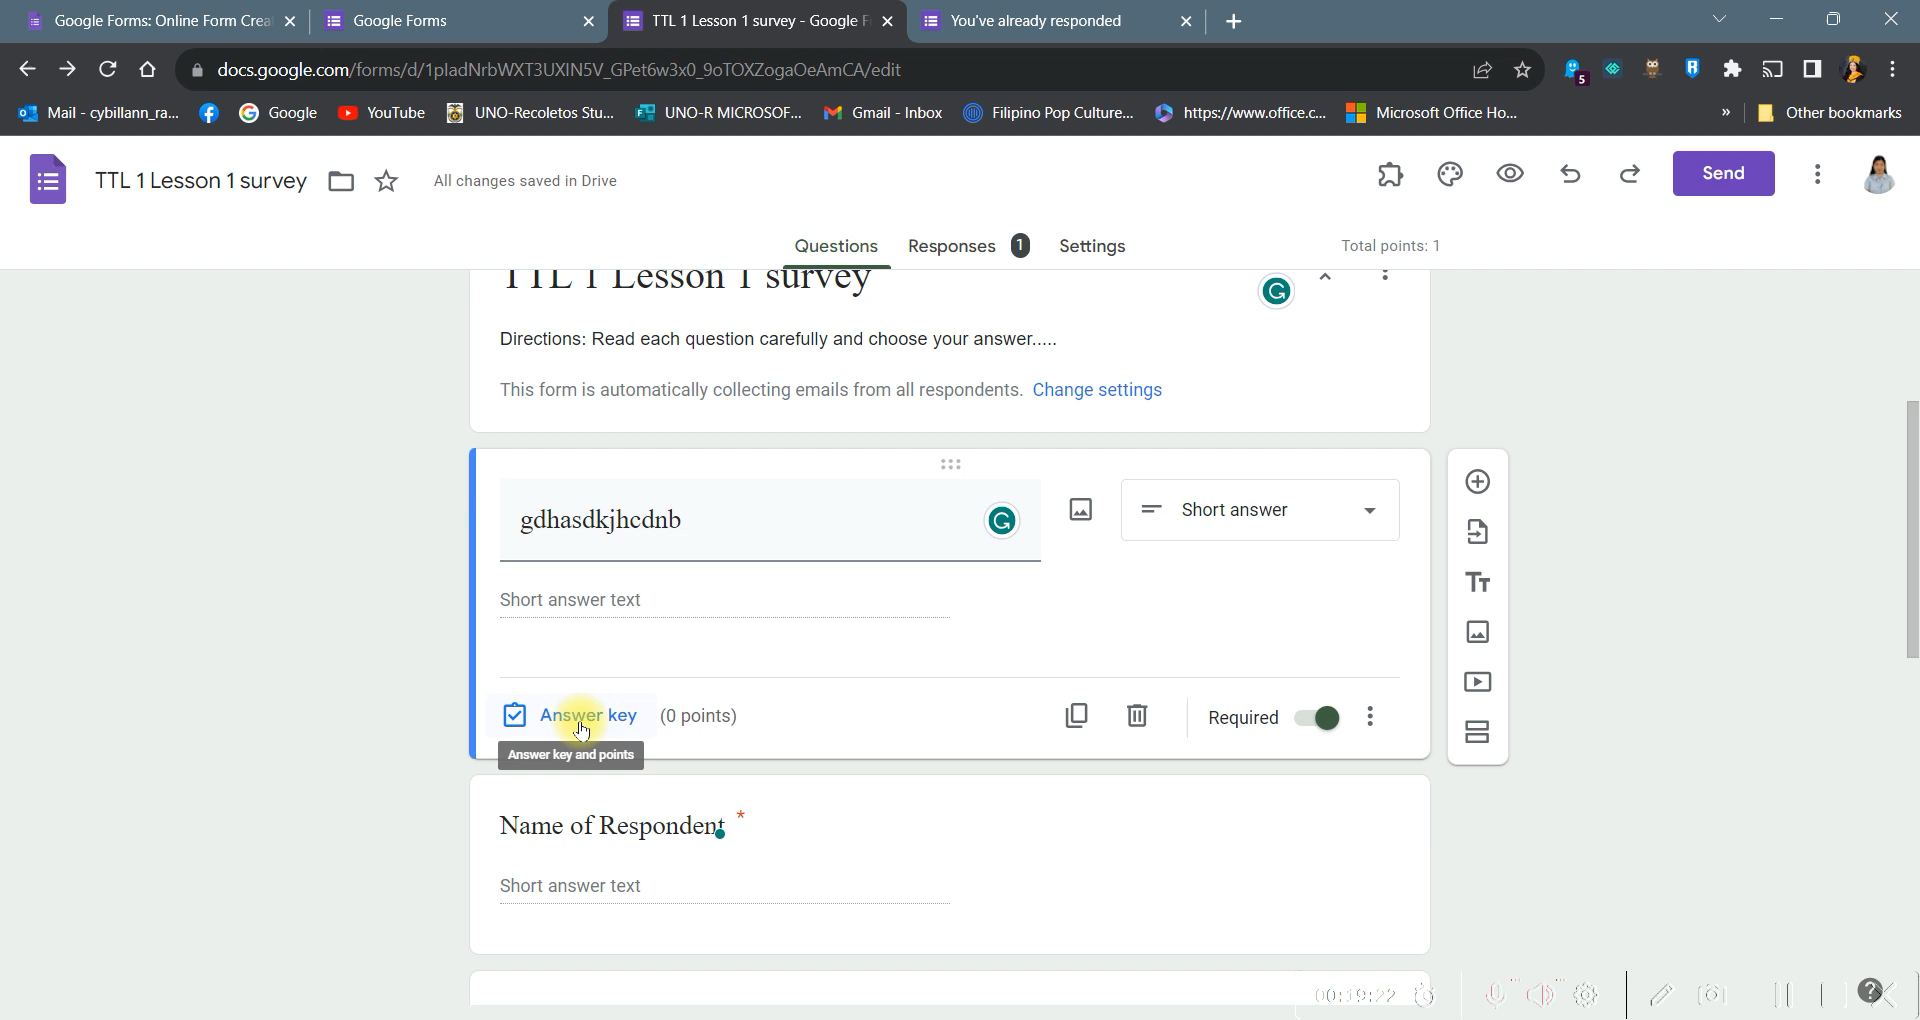 Google Forms: Online Form Crea
Google Forms
TTL 1 Lesson 1 survey - Google F
You've already responded
docs.google.com/forms/d/1pladNrbWXT3UXIN5V_GPet6w3x0_9oTOXZogaOeAmCA/edit
5
Mail - cybillann_ra...
Google
YouTube
UNO-Recoletos Stu...
UNO-R MICROSOF...
Gmail - Inbox
Filipino Pop Culture...
https://www.office.c...
Microsoft Office Ho...
»
Other bookmarks
TTL 1 Lesson 1 survey
All changes saved in Drive
Send
Questions
Responses 1
Settings
Total points: 1
TTL 1 Lesson 1 survey
Directions: Read each question carefully and choose your answer.....
This form is automatically collecting emails from all respondents. Change settings
gdhasdkjhcdnb
Short answer
Short answer text
Answer key (0 points)
Required
Answer key and points
Name of Respondent *
Short answer text
00:19:22